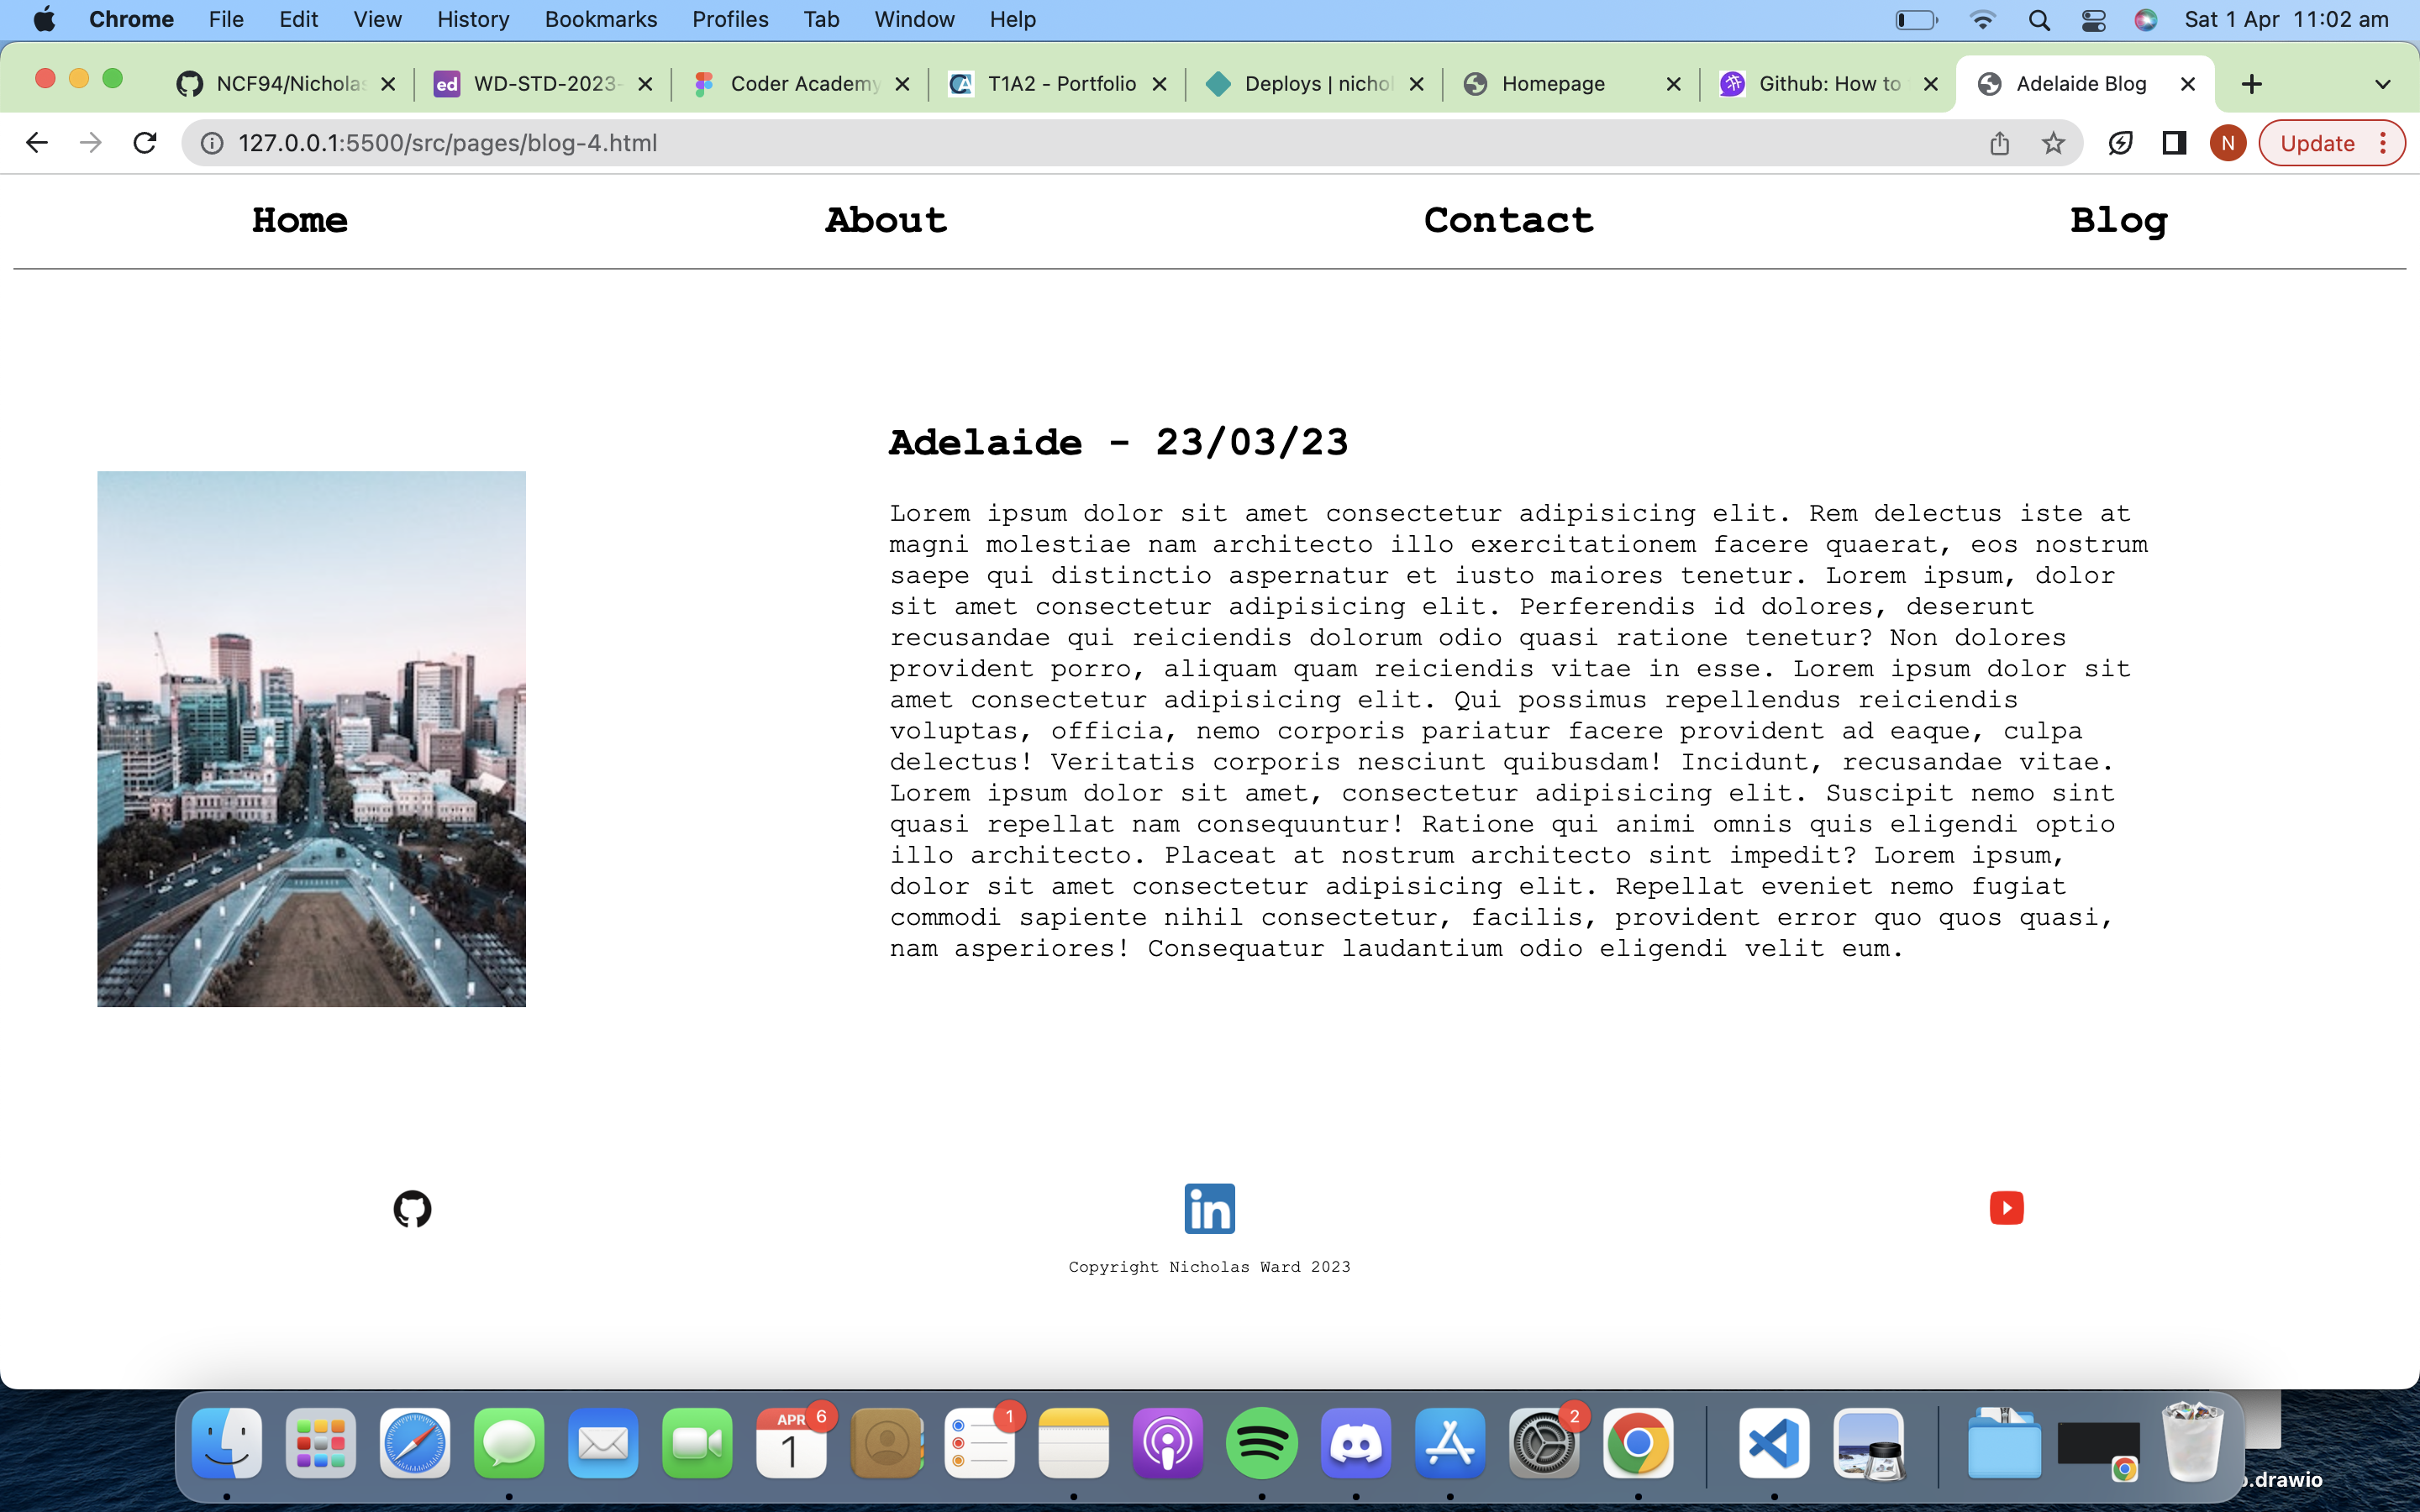 Chrome File Edit View History Bookmarks Profiles Tab Window Help Sat 1 Apr 11:02 am
NCF94/Nicholas ed WD-STD-2023- Coder Academy CA T1A2 - Portfolio Deploys | nichol Homepage Github: How to Adelaide Blog
127.0.0.1:5500/src/pages/blog-4.html N Update
Home About Contact Blog
Adelaide - 23/03/23
Lorem ipsum dolor sit amet consectetur adipisicing elit. Rem delectus iste at
magni molestiae nam architecto illo exercitationem facere quaerat, eos nostrum
saepe qui distinctio aspernatur et iusto maiores tenetur. Lorem ipsum, dolor
sit amet consectetur adipisicing elit. Perferendis id dolores, deserunt
recusandae qui reiciendis dolorum odio quasi ratione tenetur? Non dolores
provident porro, aliquam quam reiciendis vitae in esse. Lorem ipsum dolor sit
amet consectetur adipisicing elit. Qui possimus repellendus reiciendis
voluptas, officia, nemo corporis pariatur facere provident ad eaque, culpa
delectus! Veritatis corporis nesciunt quibusdam! Incidunt, recusandae vitae.
Lorem ipsum dolor sit amet, consectetur adipisicing elit. Suscipit nemo sint
quasi repellat nam consequuntur! Ratione qui animi omnis quis eligendi optio
illo architecto. Placeat at nostrum architecto sint impedit? Lorem ipsum,
dolor sit amet consectetur adipisicing elit. Repellat eveniet nemo fugiat
commodi sapiente nihil consectetur, facilis, provident error quo quos quasi,
nam asperiores! Consequatur laudantium odio eligendi velit eum.
in
Copyright Nicholas Ward 2023
APR 6 1 2
1
.drawio